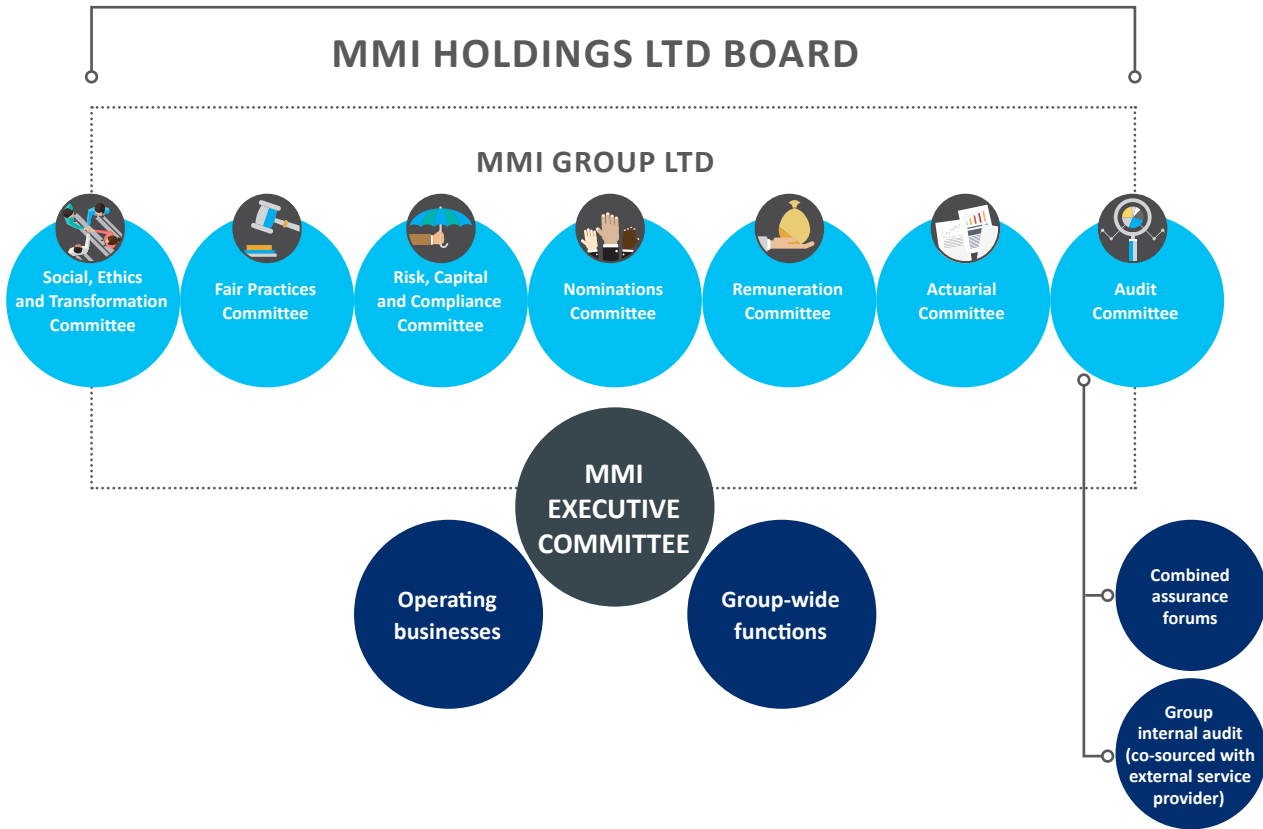 MMI HOLDINGS LTD BOARD
MMI GROUP LTD
Social, Ethics
and Transformation
Committee
Fair Practices
Committee
Risk, Capital
and Compliance
Committee
Nominations
Committee
Remuneration
Committee
Actuarial
Committee
Audit
Committee
MMI
EXECUTIVE
COMMITTEE
Operating
businesses
Group-wide
functions
Combined
assurance
forums
Group
internal audit
(co-sourced with
external service
provider)